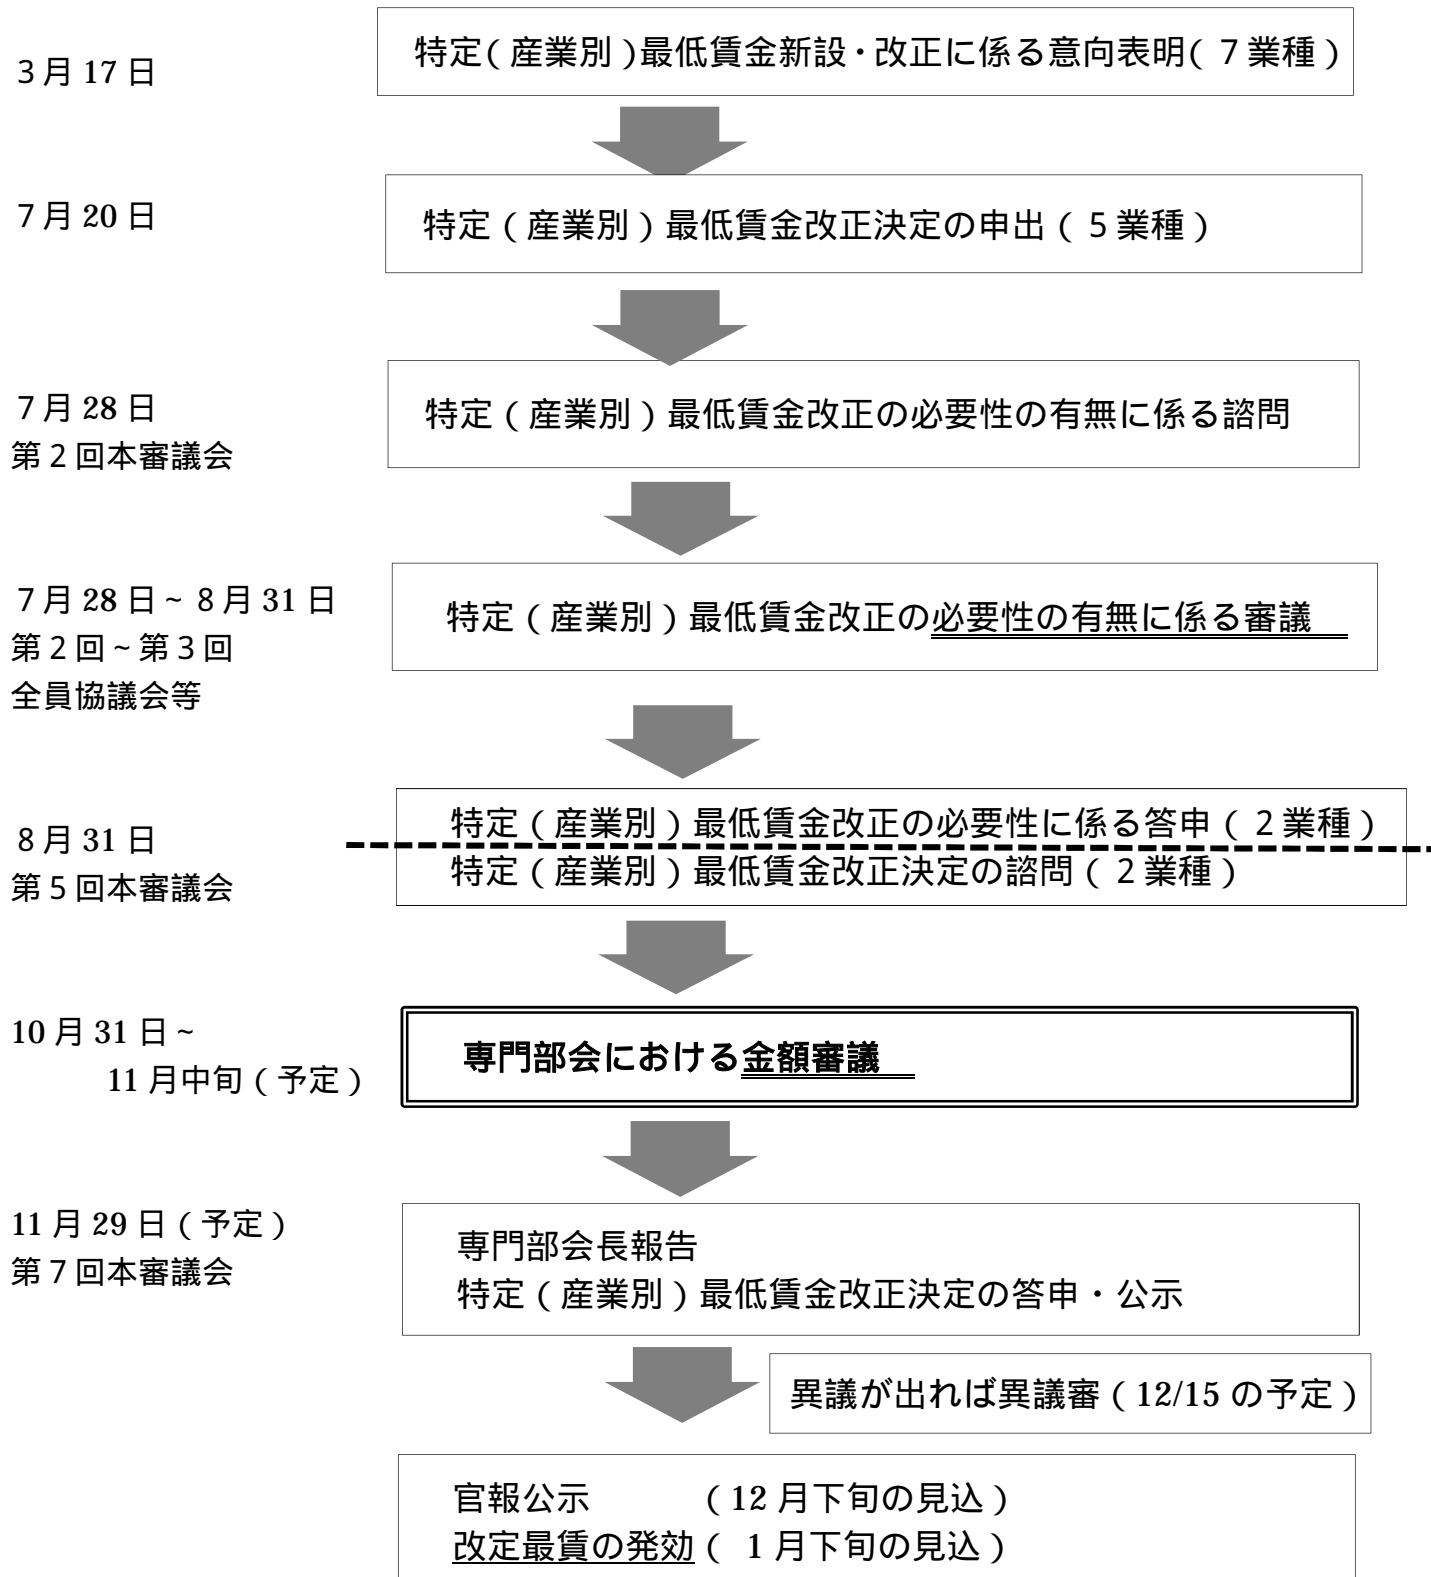 3月17日
特定(産業別)最低賃金新設・改正に係る意向表明(7業種)
7月20日
特定(産業別)最低賃金改正決定の申出(5業種)
7月28日
第2回本審議会
特定(産業別)最低賃金改正の必要性の有無に係る諮問
7月28日~8月31日
第2回~第3回
全員協議会等
特定(産業別)最低賃金改正の必要性の有無に係る審議
8月31日
第5回本審議会
特定(産業別)最低賃金改正の必要性に係る答申(2業種)
特定(産業別)最低賃金改正決定の諮問(2業種)
10月31日~
11月中旬(予定)
専門部会における金額審議
11月29日(予定)
第7回本審議会
専門部会長報告
特定(産業別)最低賃金改正決定の答申・公示
異議が出れば異議審(12/15の予定)
官報公示 (12月下旬の見込)
改定最賃の発効( 1月下旬の見込)